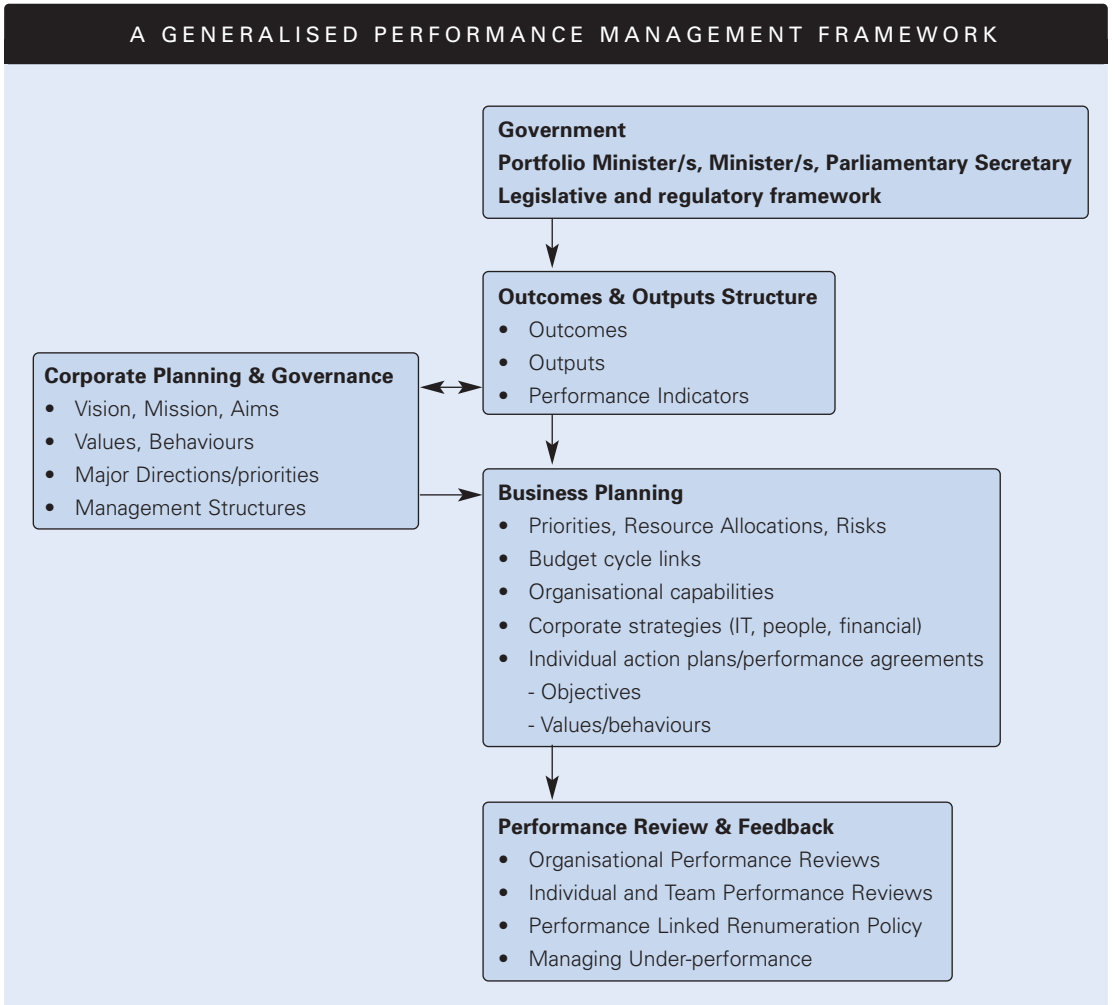 A GENERALISED PERFORMANCE MANAGEMENT FRAMEWORK
Government
Portfolio Minister/s, Minister/s, Parliamentary Secretary
Legislative and regulatory framework
Outcomes & Outputs Structure
• Outcomes
• Outputs
• Performance Indicators
Corporate Planning & Governance
• Vision, Mission, Aims
• Values, Behaviours
• Major Directions/priorities
• Management Structures
Business Planning
• Priorities, Resource Allocations, Risks
• Budget cycle links
• Organisational capabilities
• Corporate strategies (IT, people, financial)
• Individual action plans/performance agreements
- Objectives
- Values/behaviours
Performance Review & Feedback
• Organisational Performance Reviews
• Individual and Team Performance Reviews
• Performance Linked Renumeration Policy
• Managing Under-performance